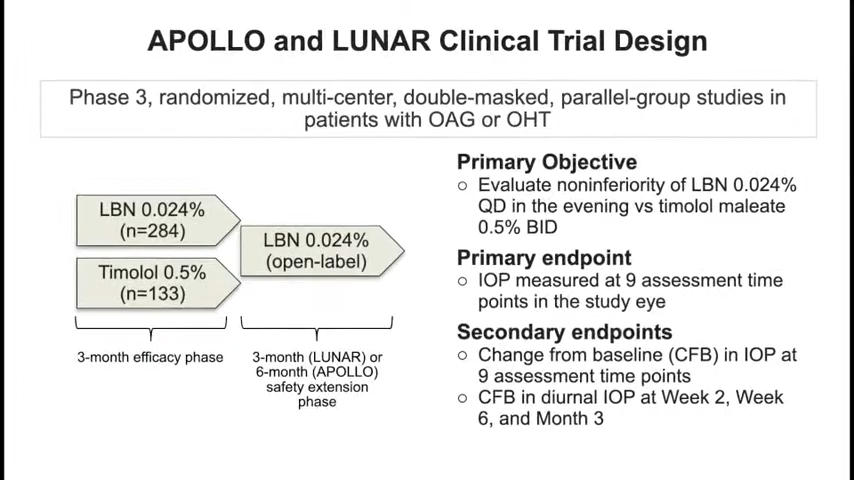 APOLLO and LUNAR Clinical Trial Design
Phase 3, randomized, multi-center, double-masked, parallel-group studies in
patients with OAG or OHT
LBN 0.024%
(n=284)
Timolol 0.5%
(n=133)
LBN 0.024%
(open-label)
3-month efficacy phase
3-month (LUNAR) or
6-month (APOLLO)
safety extension
phase
Primary Objective
○ Evaluate noninferiority of LBN 0.024%
QD in the evening vs timolol maleate
0.5% BID
Primary endpoint
○ IOP measured at 9 assessment time
points in the study eye
Secondary endpoints
○ Change from baseline (CFB) in IOP at
9 assessment time points
○ CFB in diurnal IOP at Week 2, Week
6, and Month 3